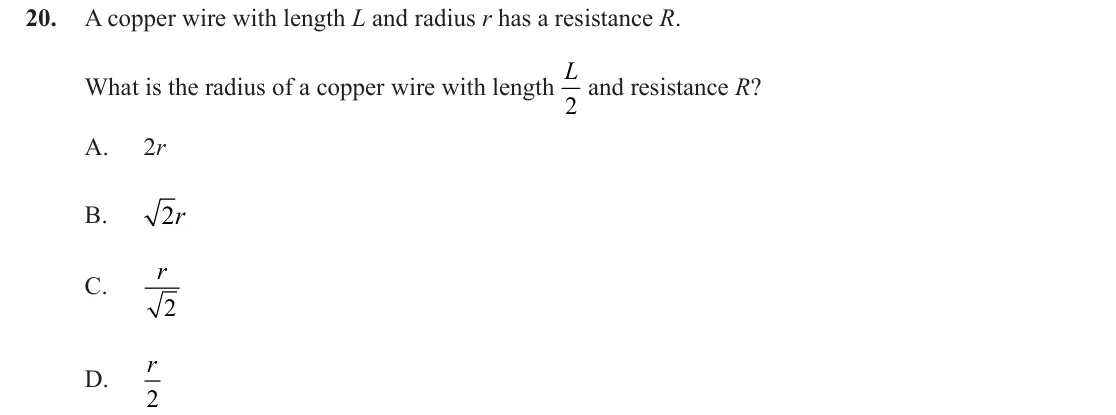 20. A copper wire with length L and radius r has a resistance R.
What is the radius of a copper wire with length L/2 and resistance R?
A. 2r
B. √2r
C. r/√2
D. r/2